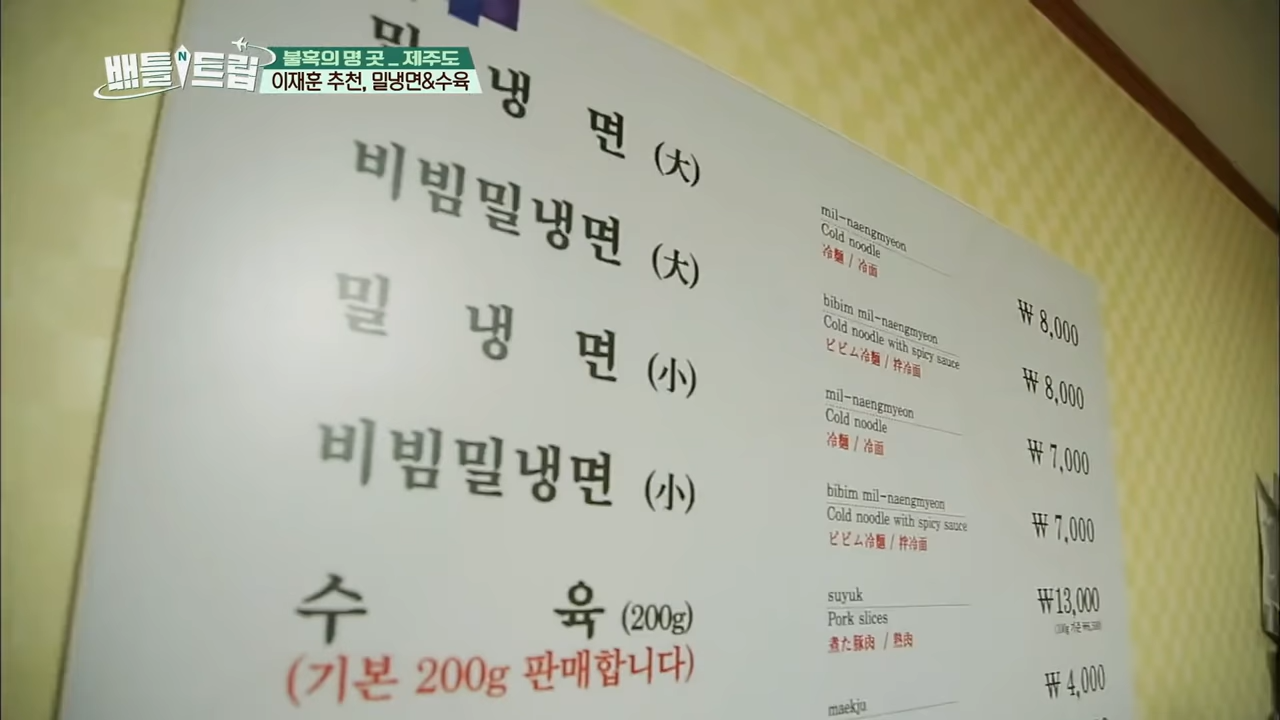 배틀 N 트립
불혹의 명 곳 _ 제주도
이재훈 추천, 밀냉면&수육
밀 냉 면 (大)
mil-naengmyeon
Cold noodle
冷麺 / 冷面
₩ 8,000
비빔밀냉면 (大)
bibim mil-naengmyeon
Cold noodle with spicy sauce
ビビム冷麺 / 拌冷面
₩ 8,000
밀 냉 면 (小)
mil-naengmyeon
Cold noodle
冷麺 / 冷面
₩ 7,000
비빔밀냉면 (小)
bibim mil-naengmyeon
Cold noodle with spicy sauce
ビビム冷麺 / 拌冷面
₩ 7,000
수 육 (200g)
(기본 200g 판매합니다)
suyuk
Pork slices
煮た豚肉 / 熟肉
₩13,000
maekju
₩ 4,000